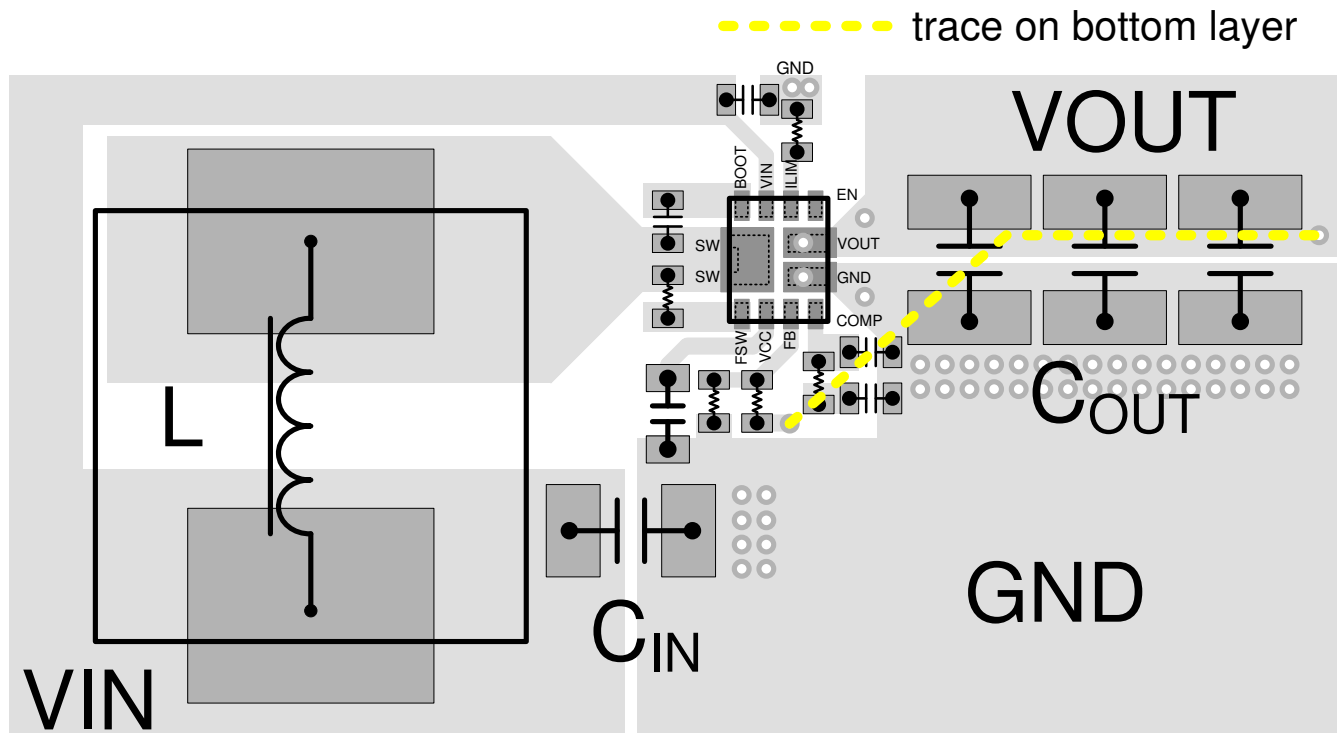 trace on bottom layer
GND
VOUT
BOOT
VIN
ILIM
EN
SW
VOUT
SW
GND
COMP
FSW
VCC
FB
L
COUT
CIN
GND
VIN